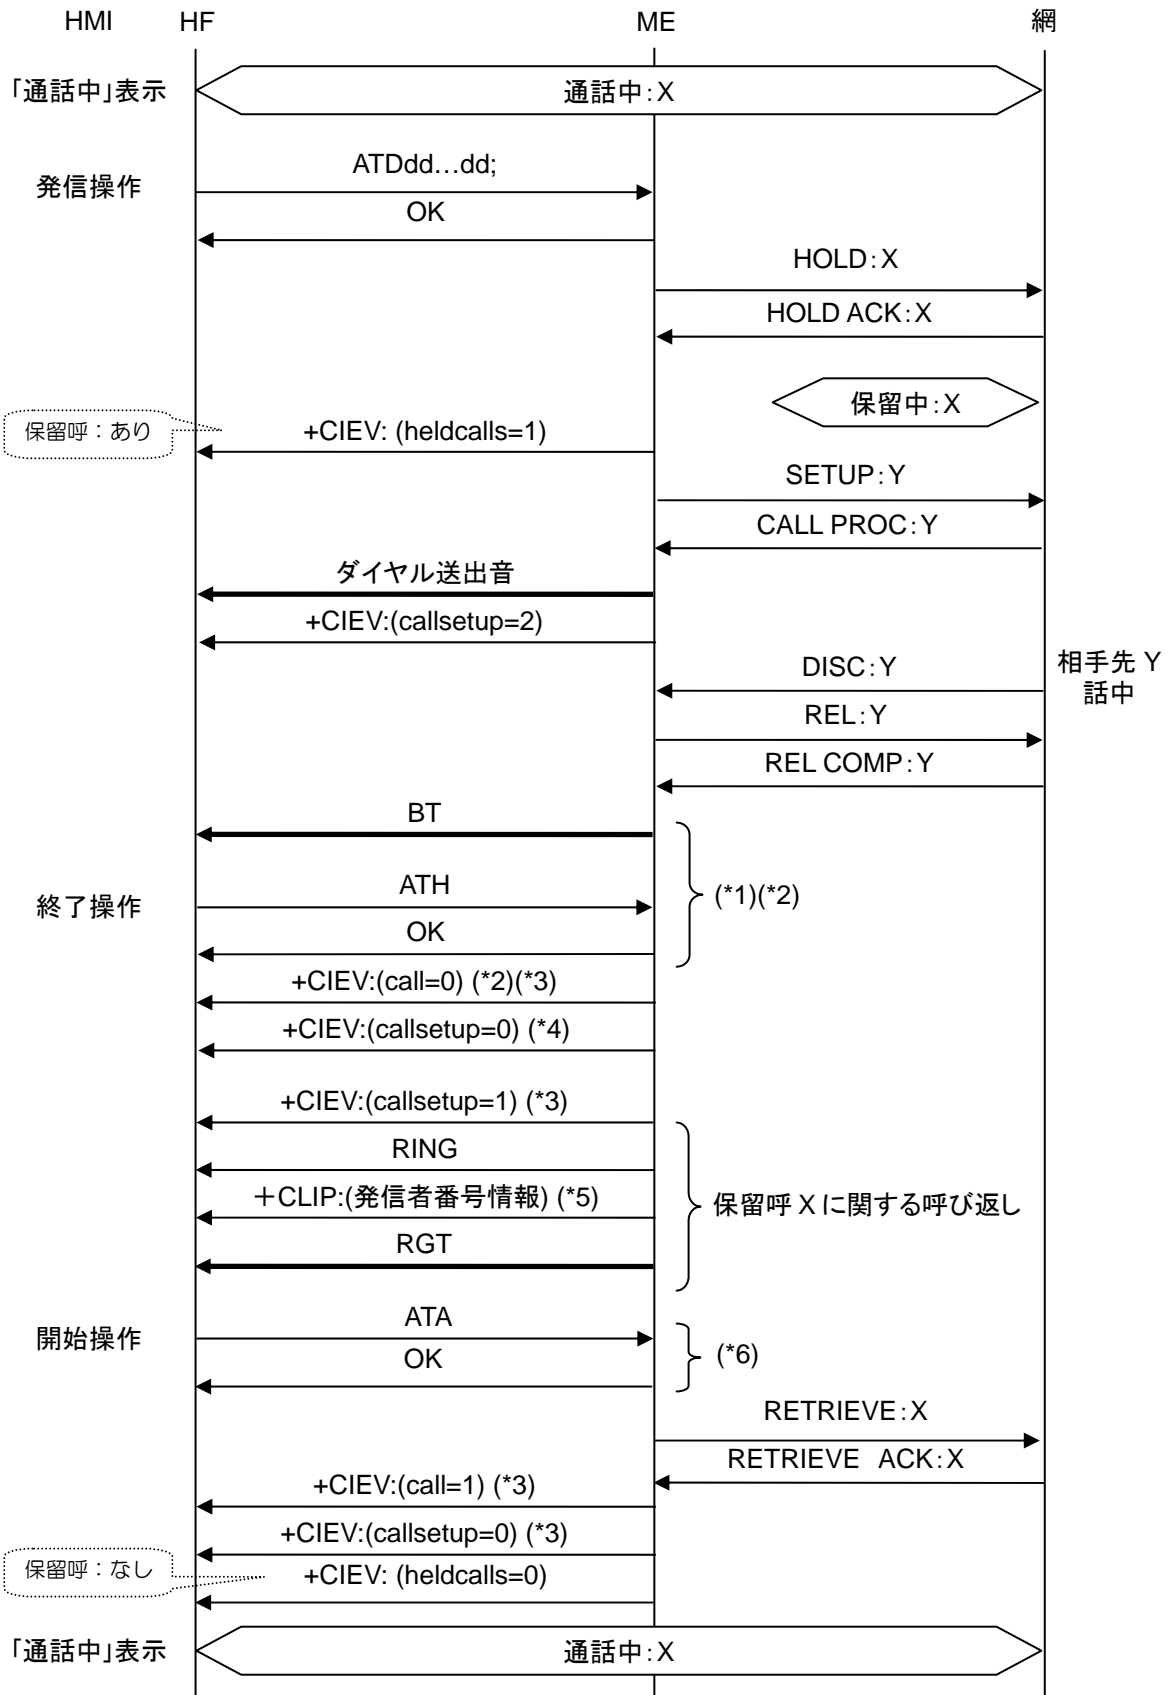 HMI HF ME 網
「通話中」表示 通話中：X
ATDdd…dd;
発信操作
OK
HOLD：X
HOLD ACK：X
保留中：X
保留呼：あり
+CIEV: (heldcalls=1)
SETUP：Y
CALL PROC：Y
ダイヤル送出音
+CIEV:(callsetup=2)
相手先 Y
話中
DISC：Y
REL：Y
REL COMP：Y
BT
ATH
(*1)(*2)
終了操作
OK
+CIEV:(call=0) (*2)(*3)
+CIEV:(callsetup=0) (*4)
+CIEV:(callsetup=1) (*3)
RING
＋CLIP:(発信者番号情報) (*5)
保留呼 X に関する呼び返し
RGT
ATA
開始操作
OK
(*6)
RETRIEVE：X
RETRIEVE ACK：X
+CIEV:(call=1) (*3)
+CIEV:(callsetup=0) (*3)
保留呼：なし
+CIEV: (heldcalls=0)
「通話中」表示 通話中：X